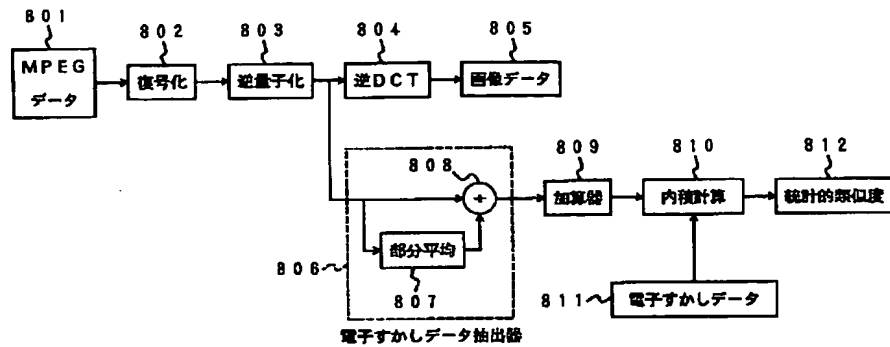 801
802
803
804
805
MPEG
データ
復号化
逆量子化
逆DCT
画像データ
808
809
810
812
+
加算器
内積計算
統計的類似度
部分平均
806
807
811
電子すかしデータ
電子すかしデータ抽出器